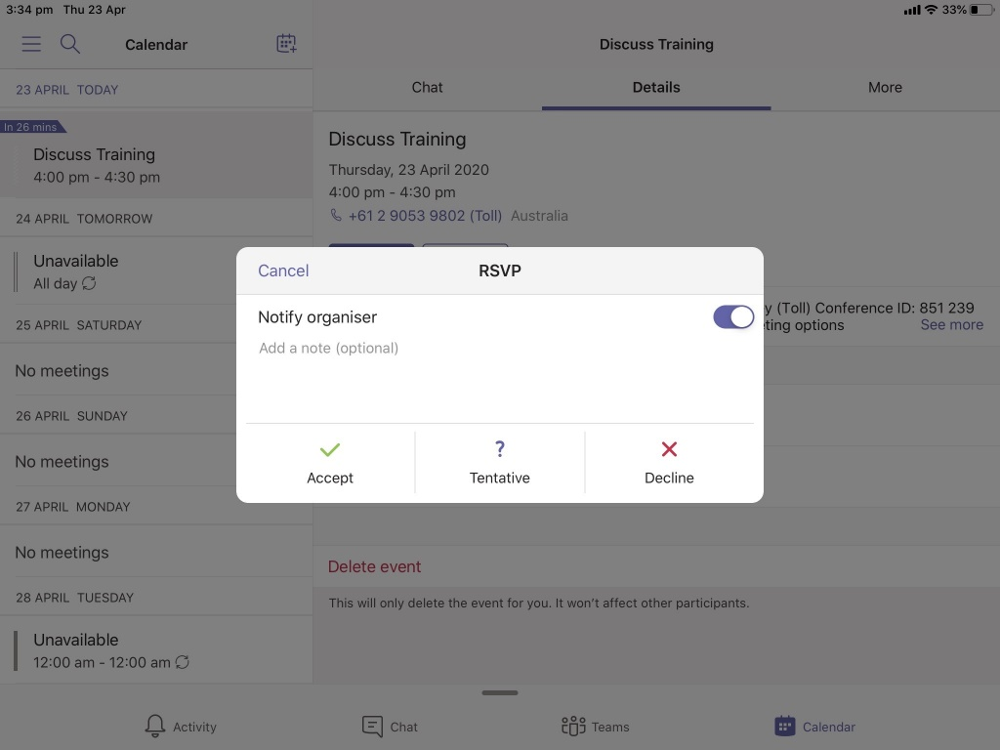 3:34 pm Thu 23 Apr
33%
Calendar
23 APRIL TODAY
In 26 mins
Discuss Training
4:00 pm - 4:30 pm
24 APRIL TOMORROW
Unavailable
All day
25 APRIL SATURDAY
No meetings
26 APRIL SUNDAY
No meetings
27 APRIL MONDAY
No meetings
28 APRIL TUESDAY
Unavailable
12:00 am - 12:00 am
Discuss Training
Chat Details More
Discuss Training
Thursday, 23 April 2020
4:00 pm - 4:30 pm
+61 2 9053 9802 (Toll) Australia
(Toll) Conference ID: 851 239
options See more
Cancel RSVP
Notify organiser
Add a note (optional)
? 
Accept Tentative Decline
Delete event
This will only delete the event for you. It won't affect other participants.
Activity Chat Teams Calendar